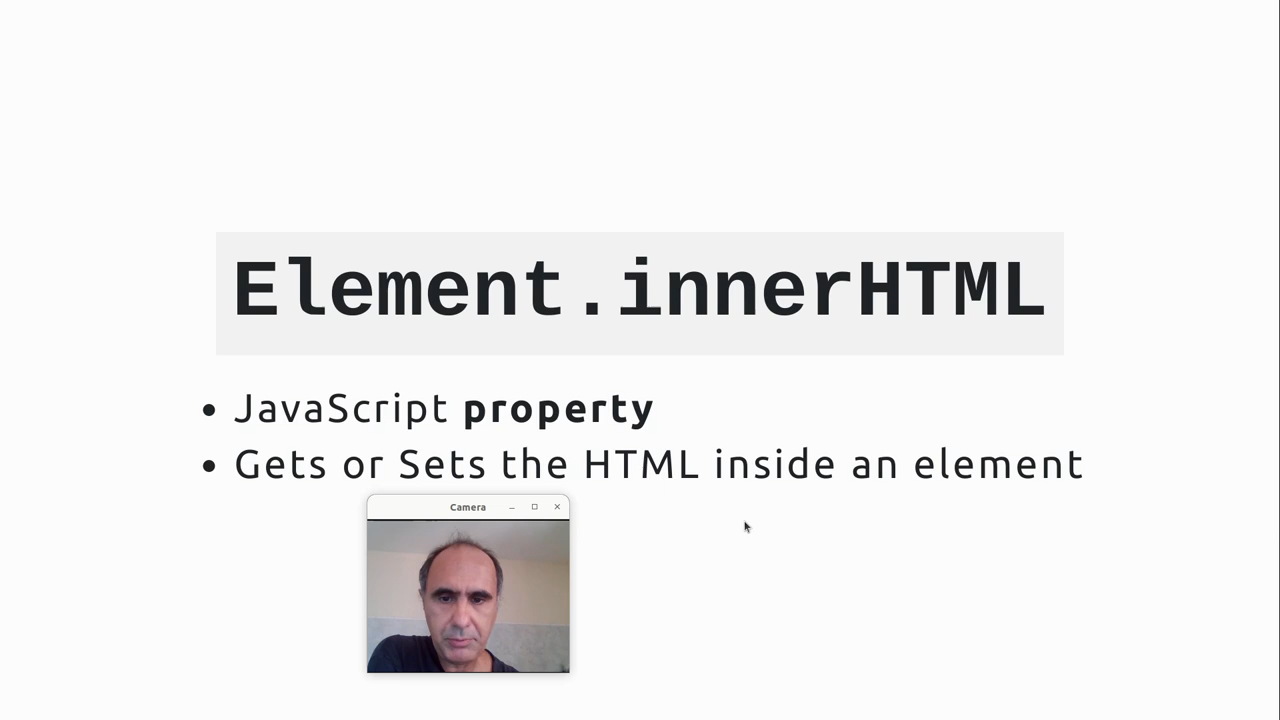 Element.innerHTML
• JavaScript property
• Gets or Sets the HTML inside an element
Camera